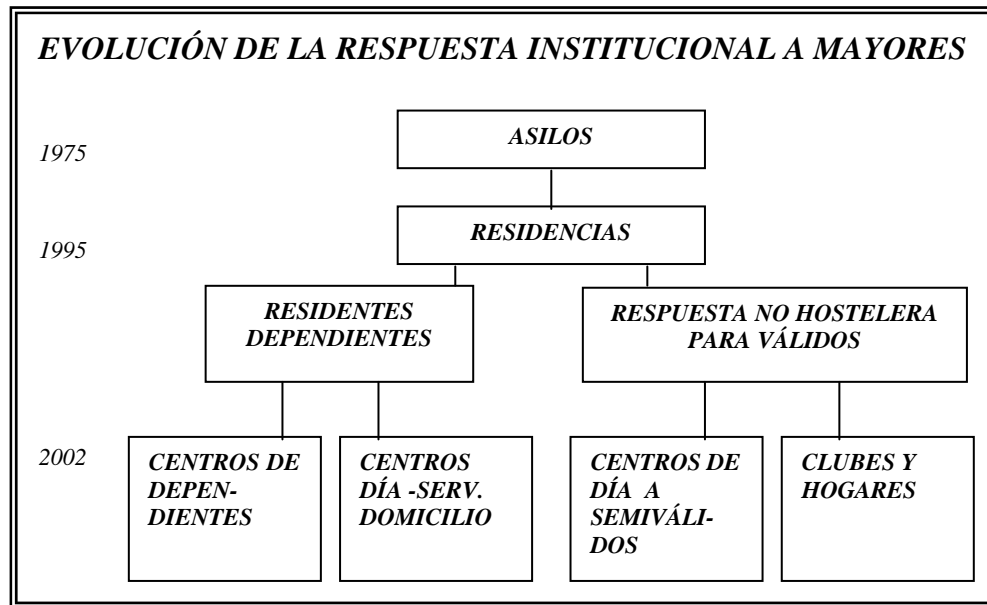 EVOLUCIÓN DE LA RESPUESTA INSTITUCIONAL A MAYORES
ASILOS
1975
RESIDENCIAS
1995
RESIDENTES
DEPENDIENTES
RESPUESTA NO HOSTELERA
PARA VÁLIDOS
2002
CENTROS DE
DEPEN-
DIENTES
CENTROS
DÍA -SERV.
DOMICILIO
CENTROS DE
DÍA A
SEMIVÁLI-
DOS
CLUBES Y
HOGARES